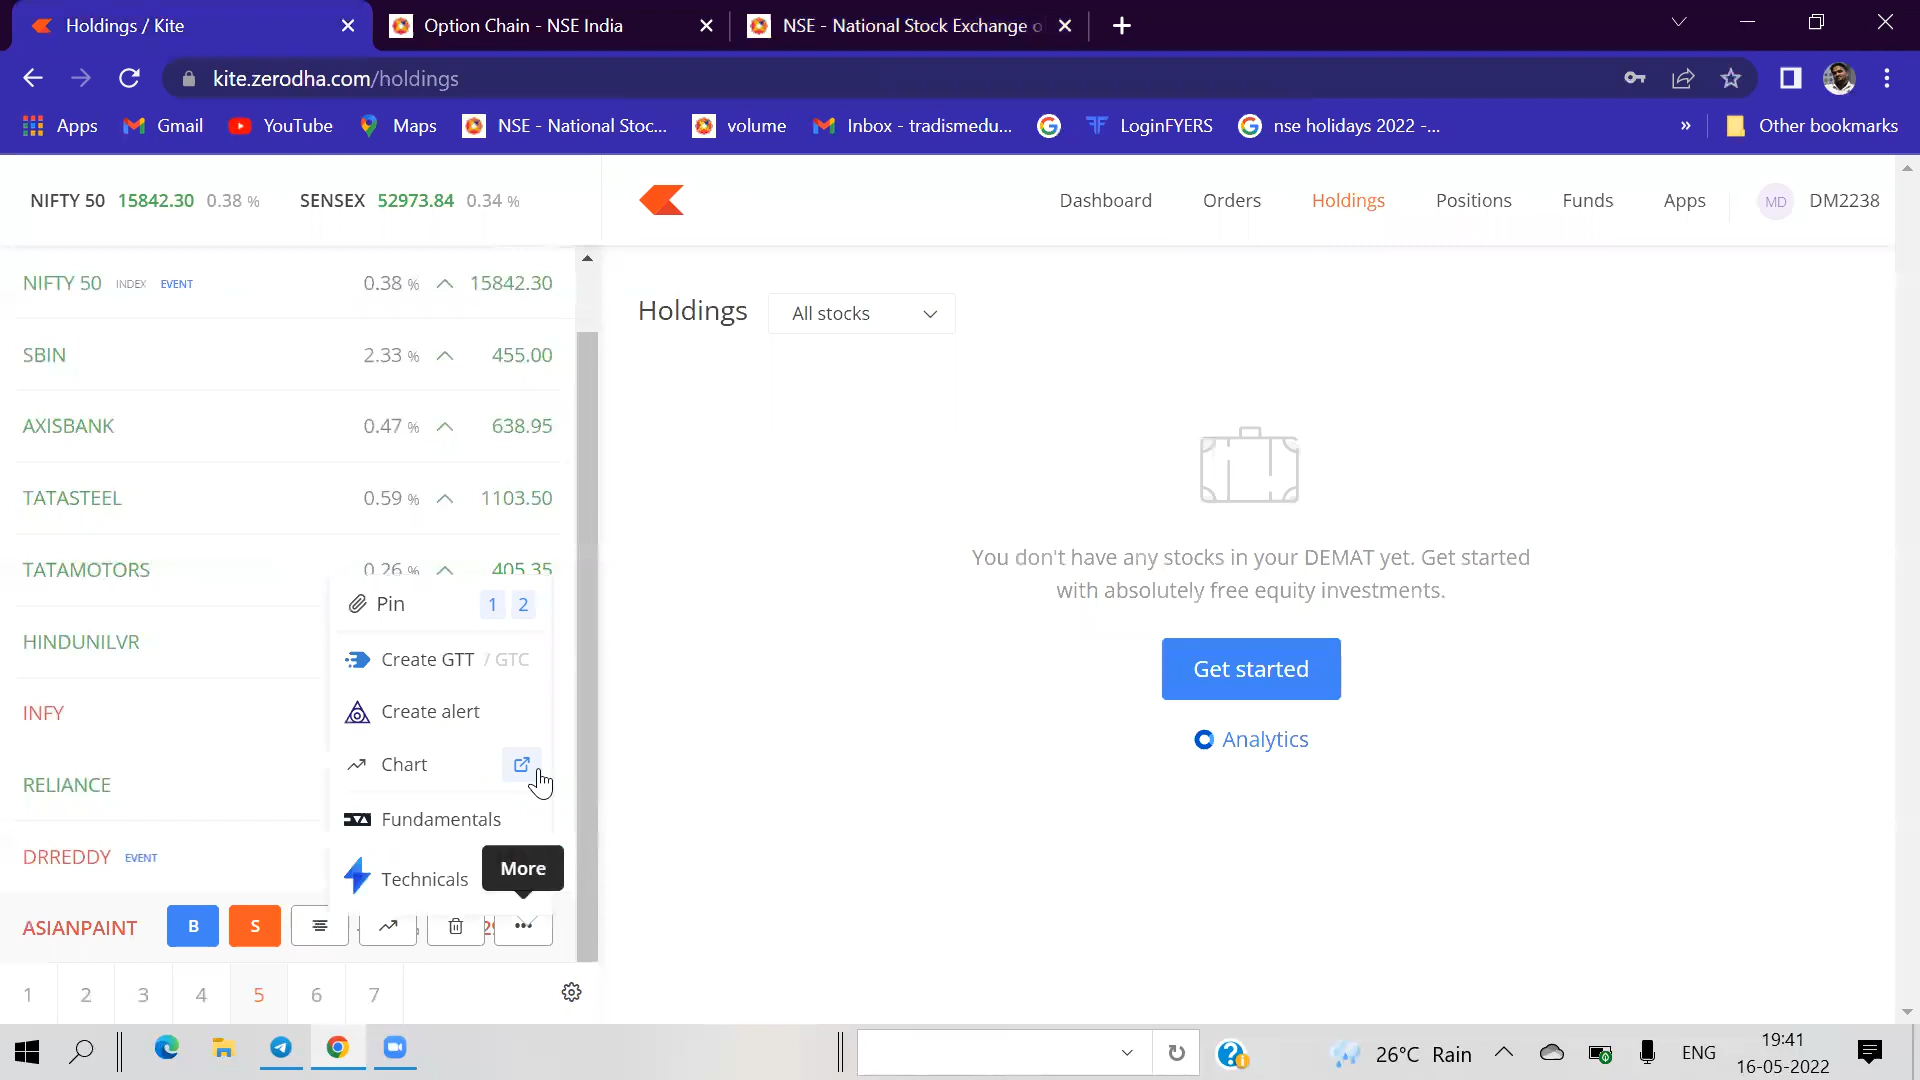 Holdings / Kite
Option Chain - NSE India
NSE - National Stock Exchange o
kite.zerodha.com/holdings
Apps
Gmail
YouTube
Maps
NSE - National Stoc...
volume
Inbox - tradismedu...
LoginFYERS
nse holidays 2022 -...
»
Other bookmarks
NIFTY 50 15842.30 0.38 %
SENSEX 52973.84 0.34 %
Dashboard
Orders
Holdings
Positions
Funds
Apps
MD
DM2238
NIFTY 50 INDEX EVENT 0.38 % 15842.30
SBIN 2.33 % 455.00
AXISBANK 0.47 % 638.95
TATASTEEL 0.59 % 1103.50
TATAMOTORS 0.26 % 405.35
HINDUNILVR
INFY
RELIANCE
DRREDDY EVENT
ASIANPAINT B S
Pin 1 2
Create GTT / GTC
Create alert
Chart
Fundamentals
Technicals
More
1 2 3 4 5 6 7
Holdings
All stocks
You don't have any stocks in your DEMAT yet. Get started
with absolutely free equity investments.
Get started
Analytics
26°C Rain
ENG
19:41
16-05-2022